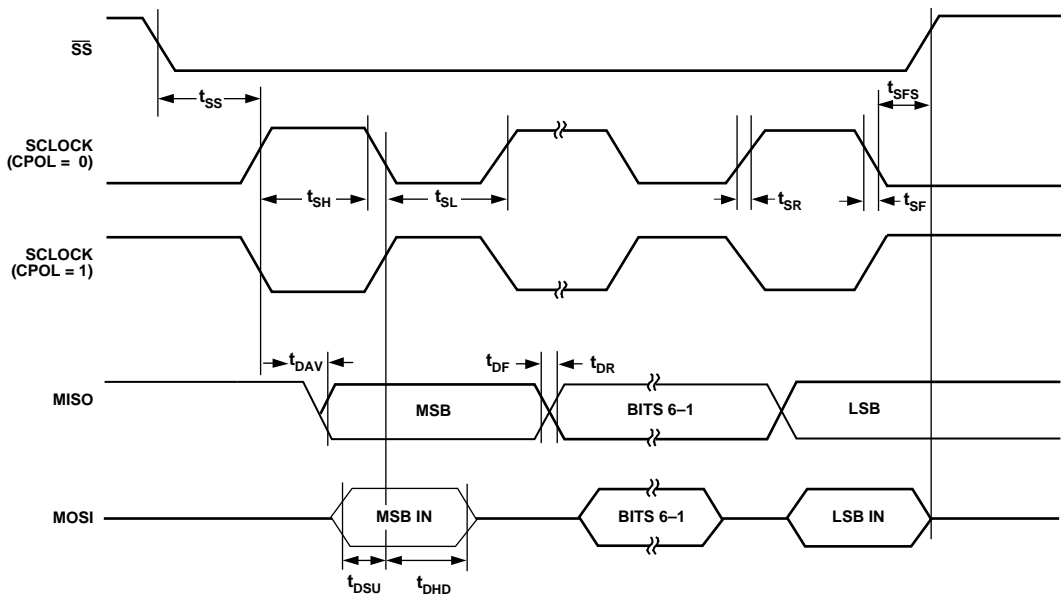 SS
tSS
tSFS
SCLOCK
(CPOL = 0)
tSH
tSL
tSR
tSF
SCLOCK
(CPOL = 1)
tDAV
tDF
tDR
MISO
MSB
BITS 6–1
LSB
MOSI
MSB IN
BITS 6–1
LSB IN
tDSU
tDHD